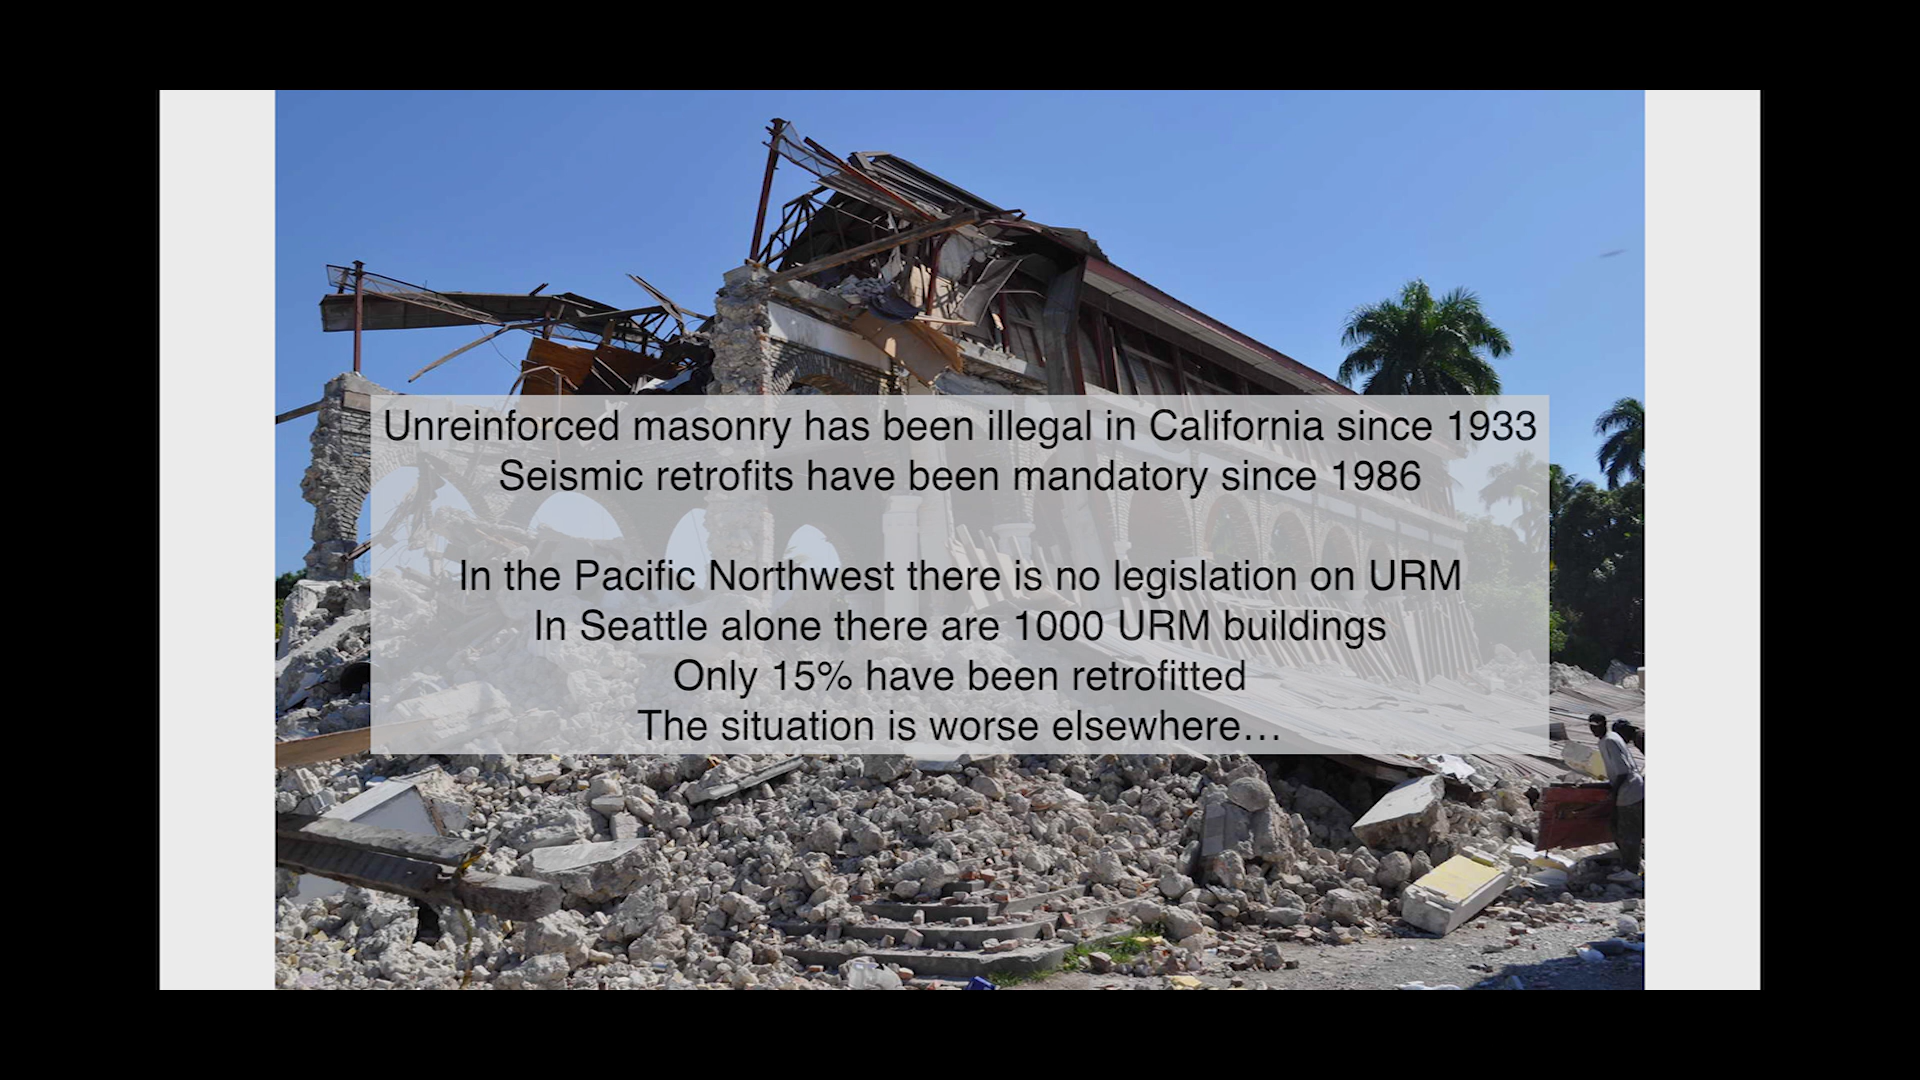 Unreinforced masonry has been illegal in California since 1933
Seismic retrofits have been mandatory since 1986
In the Pacific Northwest there is no legislation on URM
In Seattle alone there are 1000 URM buildings
Only 15% have been retrofitted
The situation is worse elsewhere…